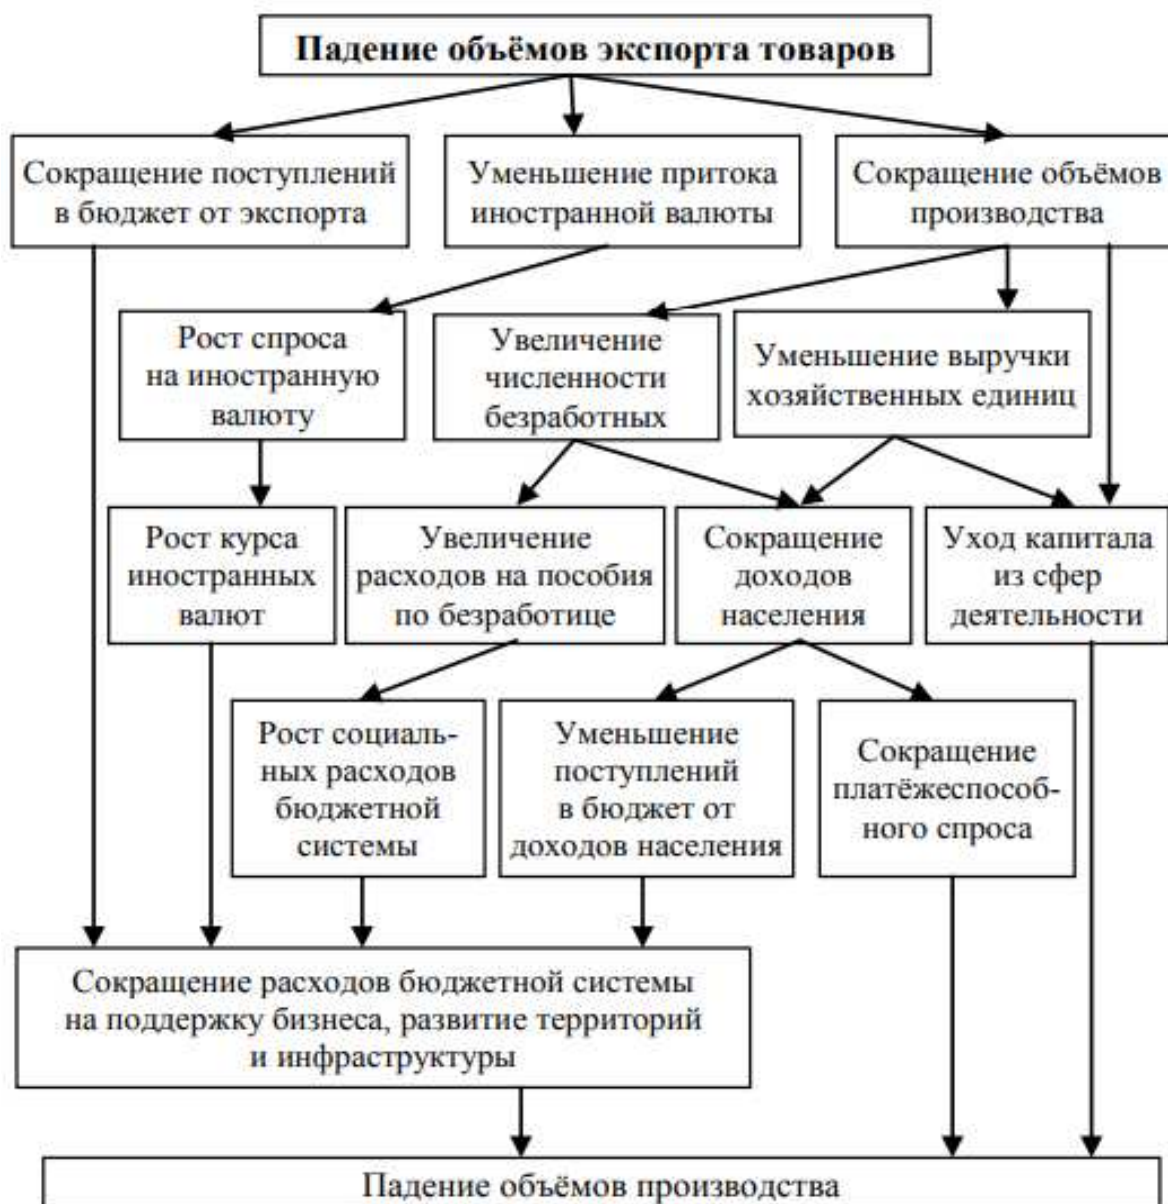 Падение объёмов экспорта товаров
Сокращение поступлений
в бюджет от экспорта
Уменьшение притока
иностранной валюты
Сокращение объёмов
производства
Рост спроса
на иностранную
валюту
Увеличение
численности
безработных
Уменьшение выручки
хозяйственных единиц
Рост курса
иностранных
валют
Увеличение
расходов на пособия
по безработице
Сокращение
доходов
населения
Уход капитала
из сфер
деятельности
Рост социаль-
ных расходов
бюджетной
системы
Уменьшение
поступлений
в бюджет от
доходов населения
Сокращение
платёжеспособ-
ного спроса
Сокращение расходов бюджетной системы
на поддержку бизнеса, развитие территорий
и инфраструктуры
Падение объёмов производства